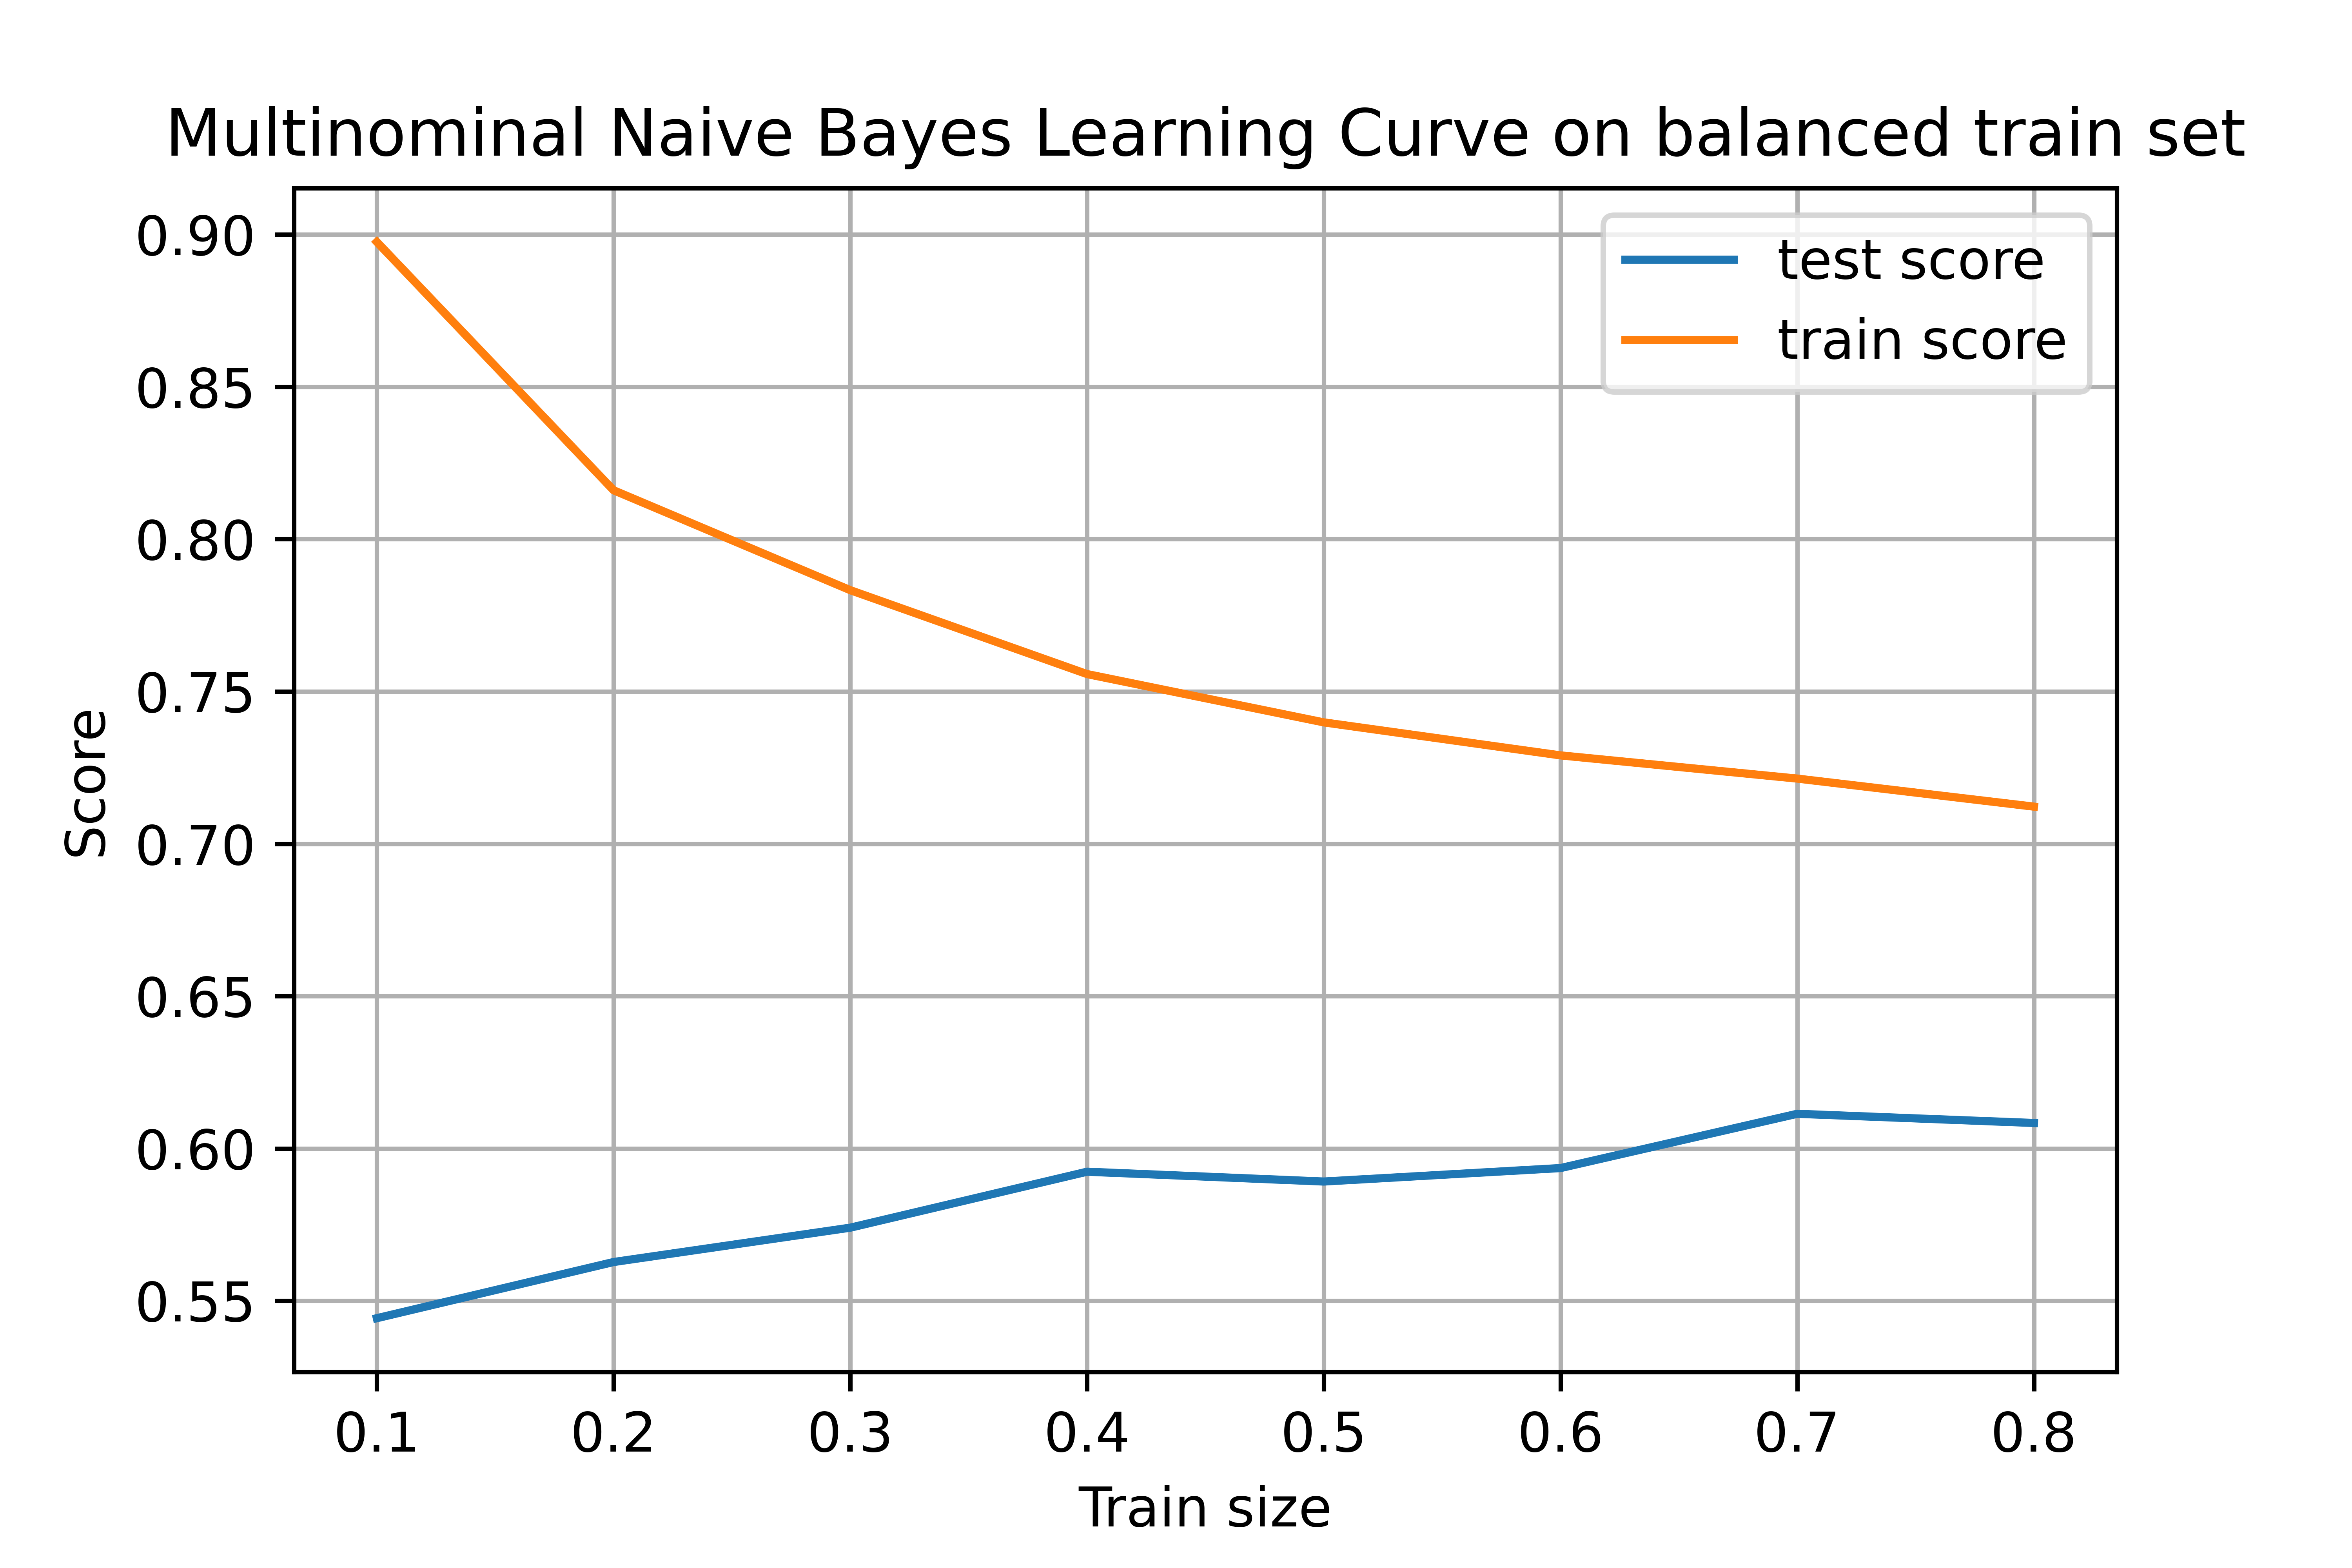 Multinominal Naive Bayes Learning Curve on balanced train set
test score
train score
0.90
0.85
0.80
0.75
0.70
0.65
0.60
0.55
Score
0.1 0.2 0.3 0.4 0.5 0.6 0.7 0.8
Train size